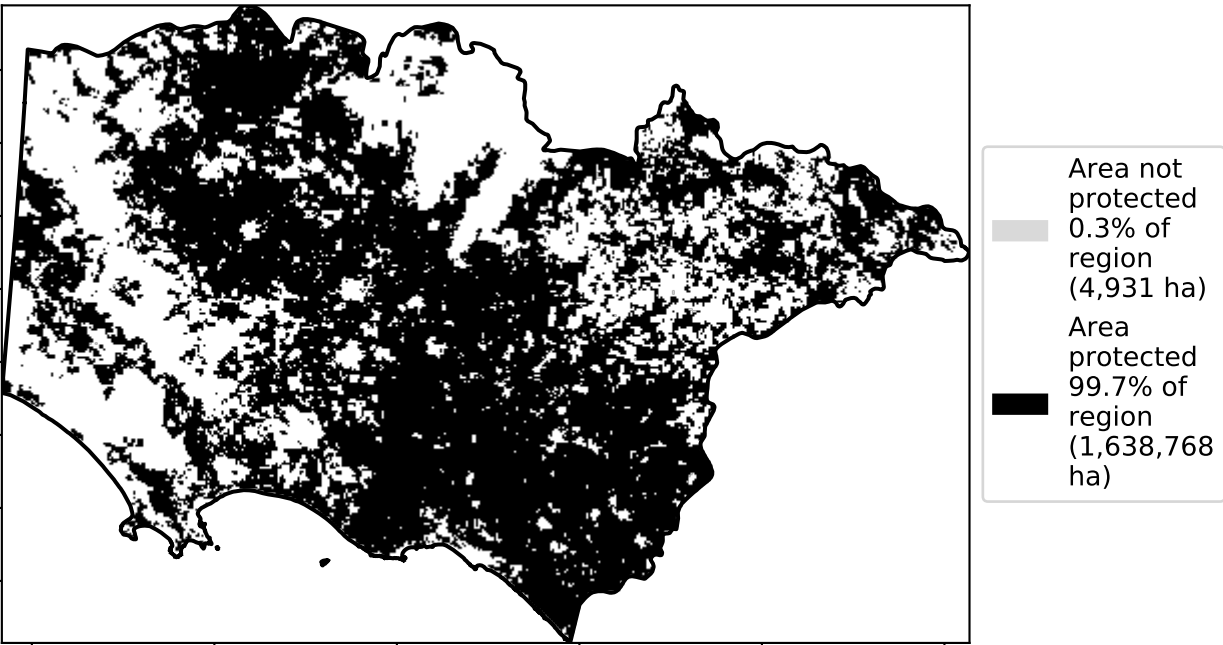 Area not
protected
0.3% of
region
(4,931 ha)
Area
protected
99.7% of
region
(1,638,768
ha)